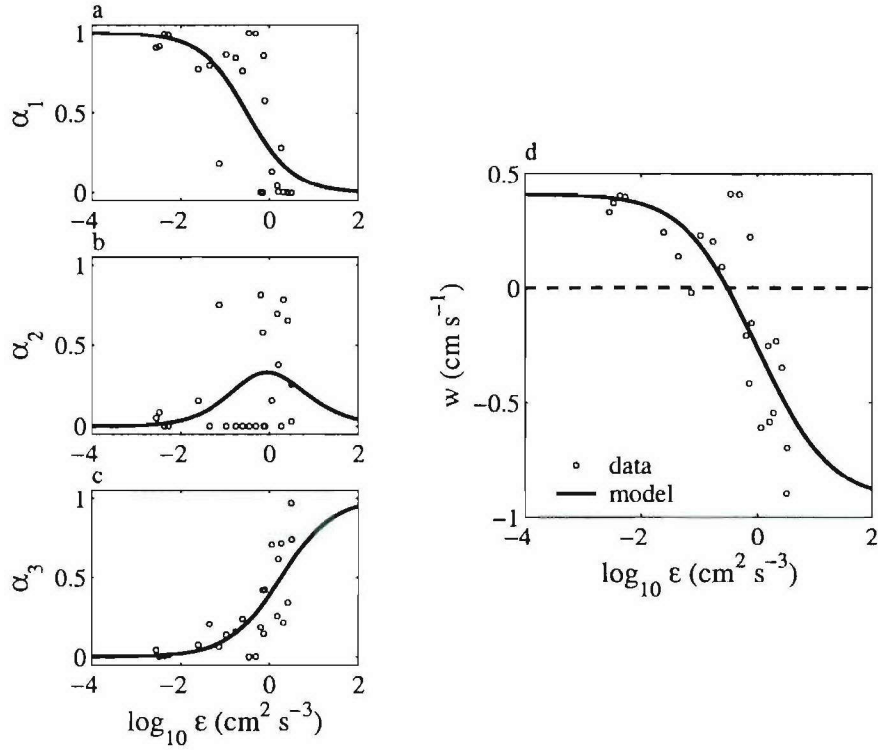 a
1
0.5
0
α₁
−4 −2 0 2
b
1
0.5
0
α₂
−4 −2 0 2
c
1
0.5
0
α₃
−4 −2 0 2
log₁₀ ε (cm² s⁻³)
d
0.5
0
−0.5
−1
w (cm s⁻¹)
data
model
−4 −2 0 2
log₁₀ ε (cm² s⁻³)